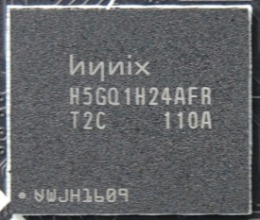 hynix
H5GQ1H24AFR
T2C 110A
AWJH1609